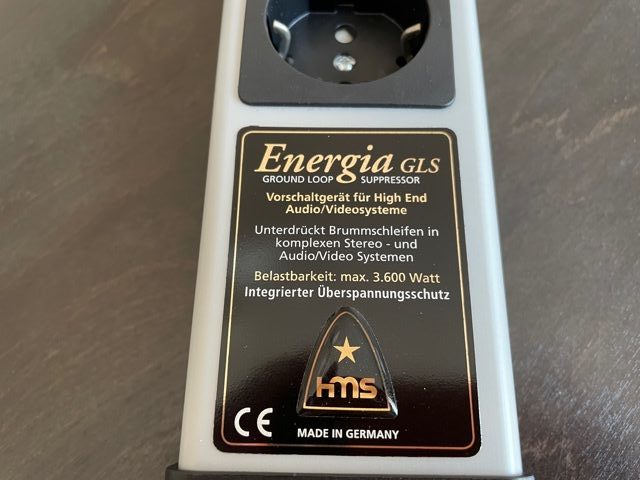 Energia GLS
GROUND LOOP SUPPRESSOR
Vorschaltgerät für High End
Audio/Videosysteme
Unterdrückt Brummschleifen in
komplexen Stereo - und
Audio/Video Systemen
Belastbarkeit: max. 3.600 Watt
Integrierter Überspannungsschutz
HMS
CE
MADE IN GERMANY